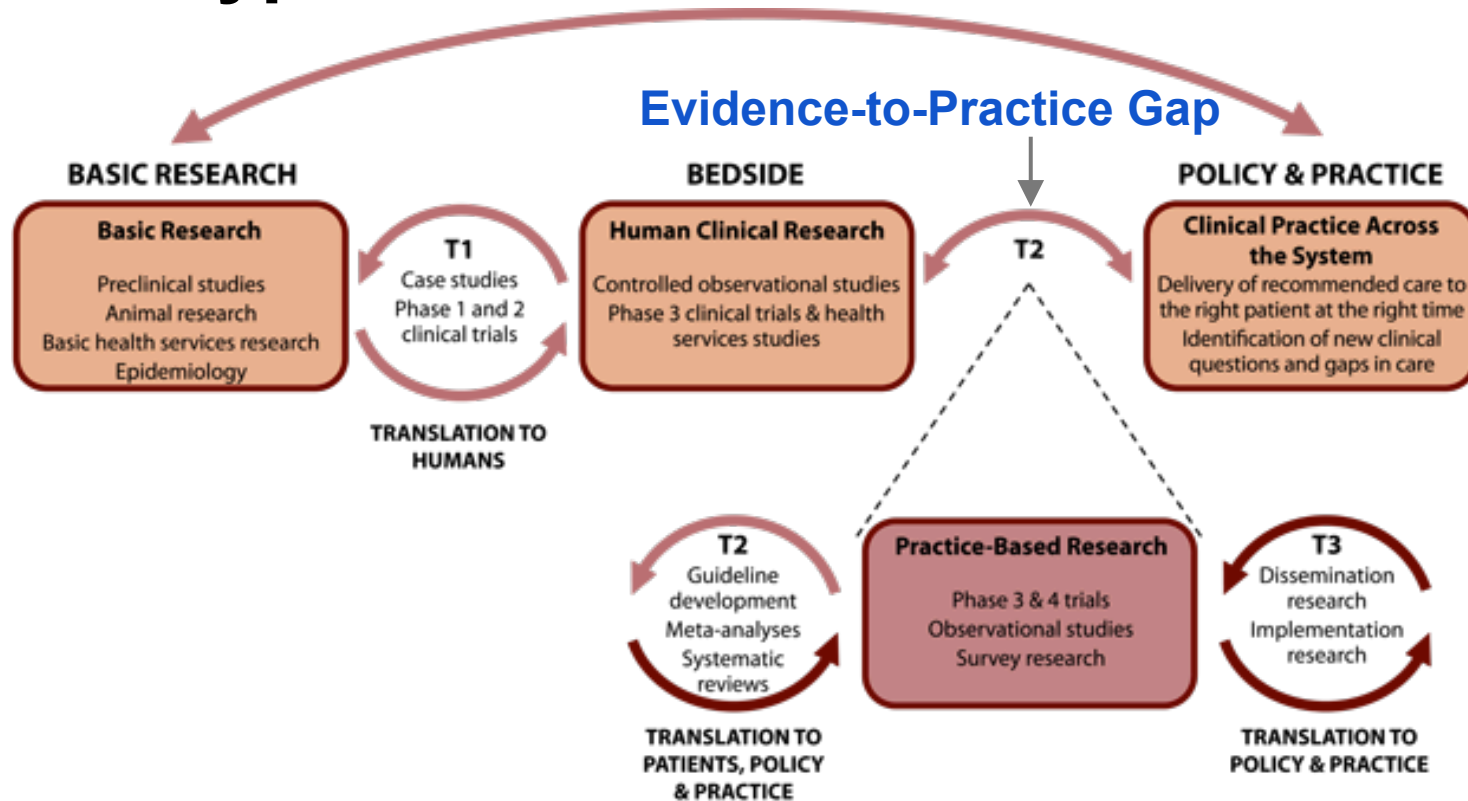 Evidence-to-Practice Gap
BASIC RESEARCH
Basic Research
Preclinical studies
Animal research
Basic health services research
Epidemiology
T1
Case studies
Phase 1 and 2
clinical trials
TRANSLATION TO
HUMANS
BEDSIDE
Human Clinical Research
Controlled observational studies
Phase 3 clinical trials & health
services studies
T2
POLICY & PRACTICE
Clinical Practice Across
the System
Delivery of recommended care to
the right patient at the right time
Identification of new clinical
questions and gaps in care
T2
Guideline
development
Meta-analyses
Systematic
reviews
TRANSLATION TO
PATIENTS, POLICY
& PRACTICE
Practice-Based Research
Phase 3 & 4 trials
Observational studies
Survey research
T3
Dissemination
research
Implementation
research
TRANSLATION TO
POLICY & PRACTICE